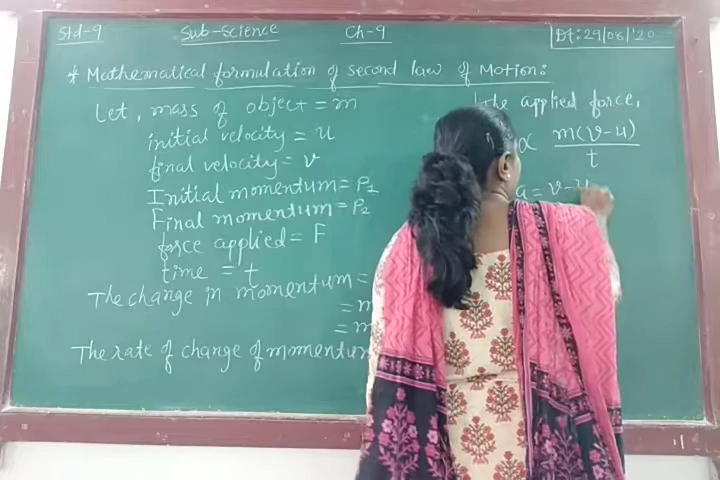 Std-9 Sub-Science Ch-9 Dt:29/08/'20
* Mathematical formulation of second law of Motion:
Let, mass of object = m
initial velocity = u
final velocity = v
Initial momentum = P1
Final momentum = P2
force applied = F
time = t
The change in momentum =
=
=
The rate of change of momentum
the applied force,
∝ m(v-u)
t
a = v-u